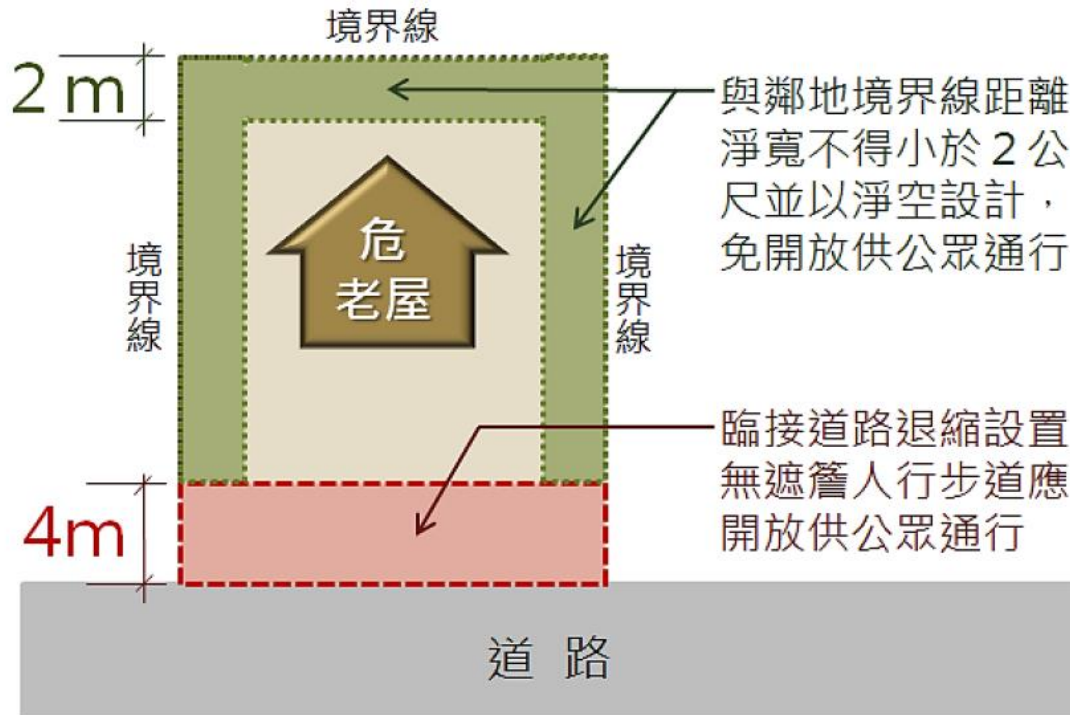 境界線
2 m
與鄰地境界線距離
淨寬不得小於 2 公
尺並以淨空設計，
免開放供公眾通行
危
老屋
境界線
境界線
臨接道路退縮設置
無遮簷人行步道應
開放供公眾通行
4m
道 路